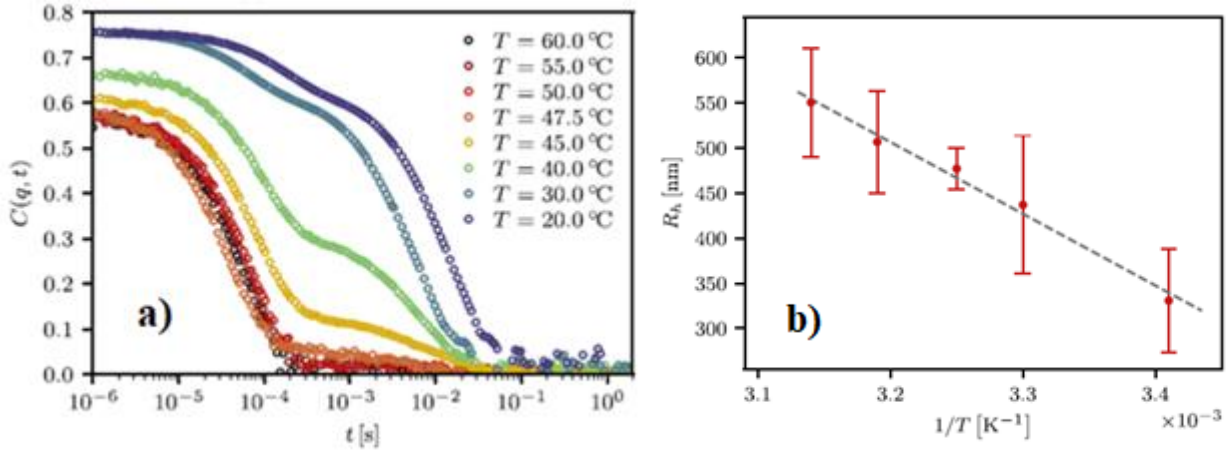 0.8
0.7
0.6
0.5
0.4
0.3
0.2
0.1
0.0
C(q, t)
T = 60.0 °C
T = 55.0 °C
T = 50.0 °C
T = 47.5 °C
T = 45.0 °C
T = 40.0 °C
T = 30.0 °C
T = 20.0 °C
a)
10⁻⁶ 10⁻⁵ 10⁻⁴ 10⁻³ 10⁻² 10⁻¹ 10⁰
t [s]
600
550
500
450
400
350
300
Rₕ [nm]
b)
3.1 3.2 3.3 3.4
×10⁻³
1/T [K⁻¹]